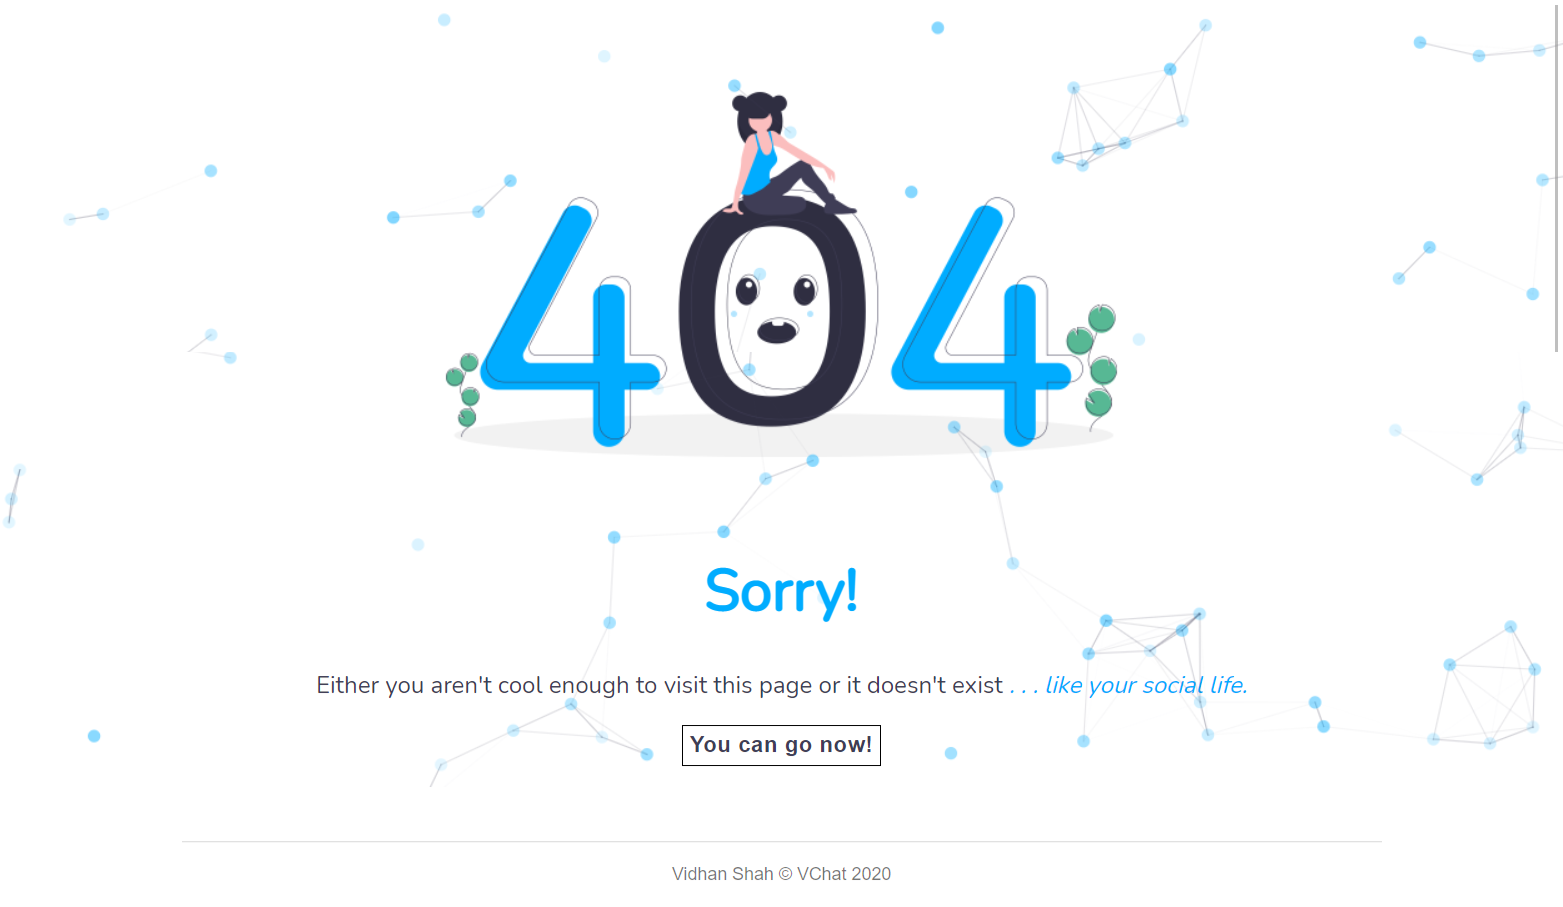 404
Sorry!
Either you aren't cool enough to visit this page or it doesn't exist . . . like your social life.
You can go now!
Vidhan Shah © VChat 2020